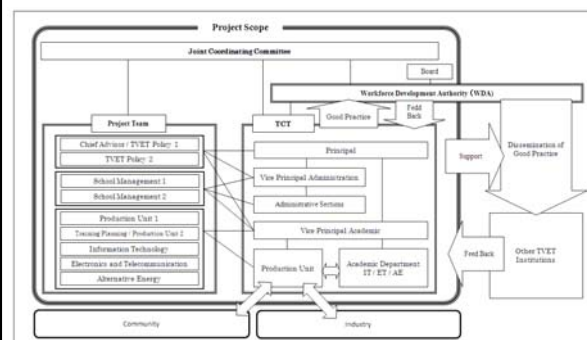 Project Scope
Joint Coordinating Committee
Board
Workforce Development Authority (WDA)
Project Team
TCT
Good Practice
Feed
Back
Chief Advisor / TVET Policy 1
TVET Policy 2
School Management 1
School Management 2
Production Unit 1
Training Planning / Production Unit 2
Information Technology
Electronics and Telecommunication
Alternative Energy
Principal
Vice Principal Administration
Administrative Sections
Vice Principal Academic
Production Unit
Academic Department
IT / ET / AE
Support
Dissemination of
Good Practice
Feed Back
Other TVET
Institutions
Community
Industry